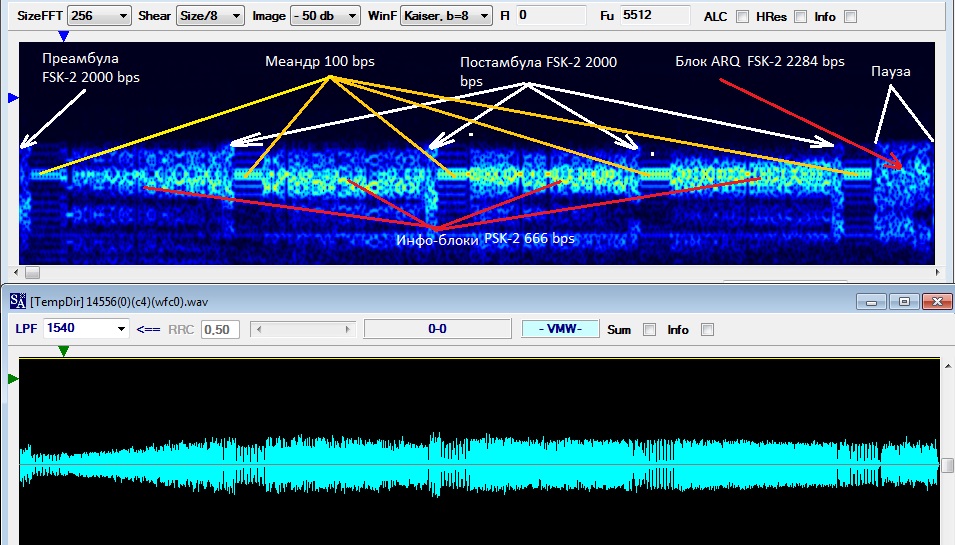 SizeFFT 256 Shear Size/8 Image - 50 db WinF Kaiser, b=8 Fl 0 Fu 5512 ALC HRes Info
Преамбула
FSK-2 2000 bps
Меандр 100 bps
Постамбула FSK-2 2000
bps
Блок ARQ FSK-2 2284 bps
Пауза
Инфо-блоки PSK-2 666 bps
SA [TempDir] 14556(0)(c4)(wfc0).wav
LPF 1540 <== RRC 0,50 0-0 - VMW- Sum Info